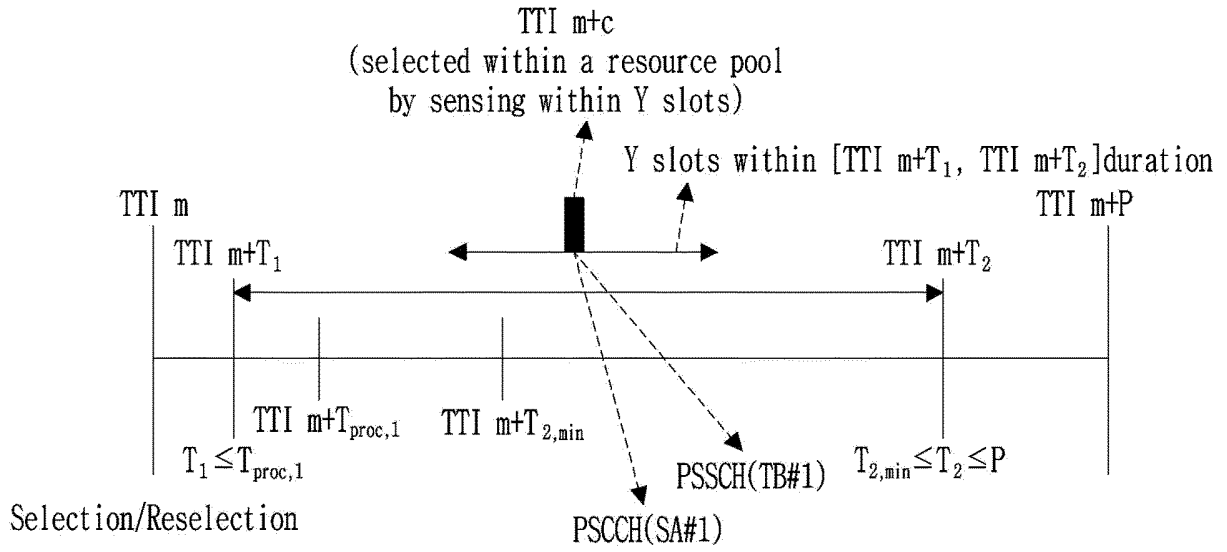 TTI m+c
(selected within a resource pool
by sensing within Y slots)
Y slots within [TTI m+T₁, TTI m+T₂]duration
TTI m
TTI m+P
TTI m+T₁
TTI m+T₂
TTI m+Tproc,1
TTI m+T2,min
T₁≤Tproc,1
PSSCH(TB#1)
T2,min≤T₂≤P
Selection/Reselection
PSCCH(SA#1)